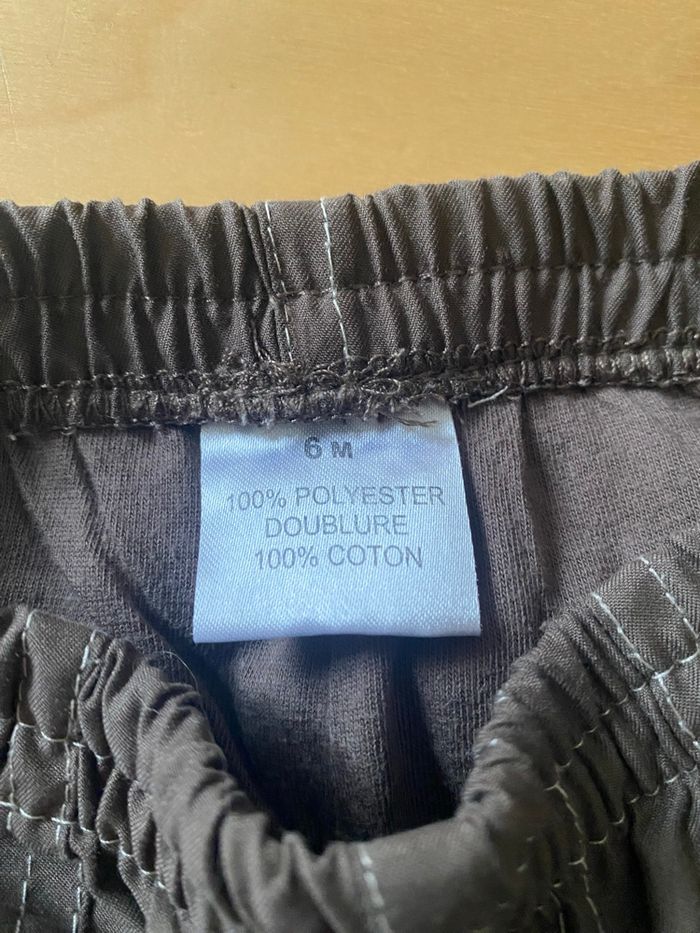 6 M
100% POLYESTER
DOUBLURE
100% COTON